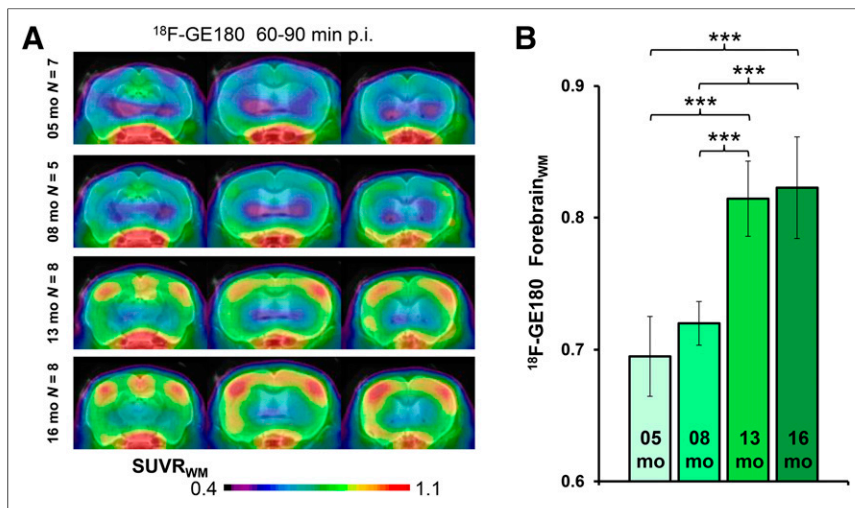 A
18F-GE180 60-90 min p.i.
05 mo N = 7
08 mo N = 5
13 mo N = 8
16 mo N = 8
SUVRWM
0.4
1.1
B
***
***
***
***
18F-GE180 ForebrainWM
0.9
0.8
0.7
0.6
05 mo
08 mo
13 mo
16 mo